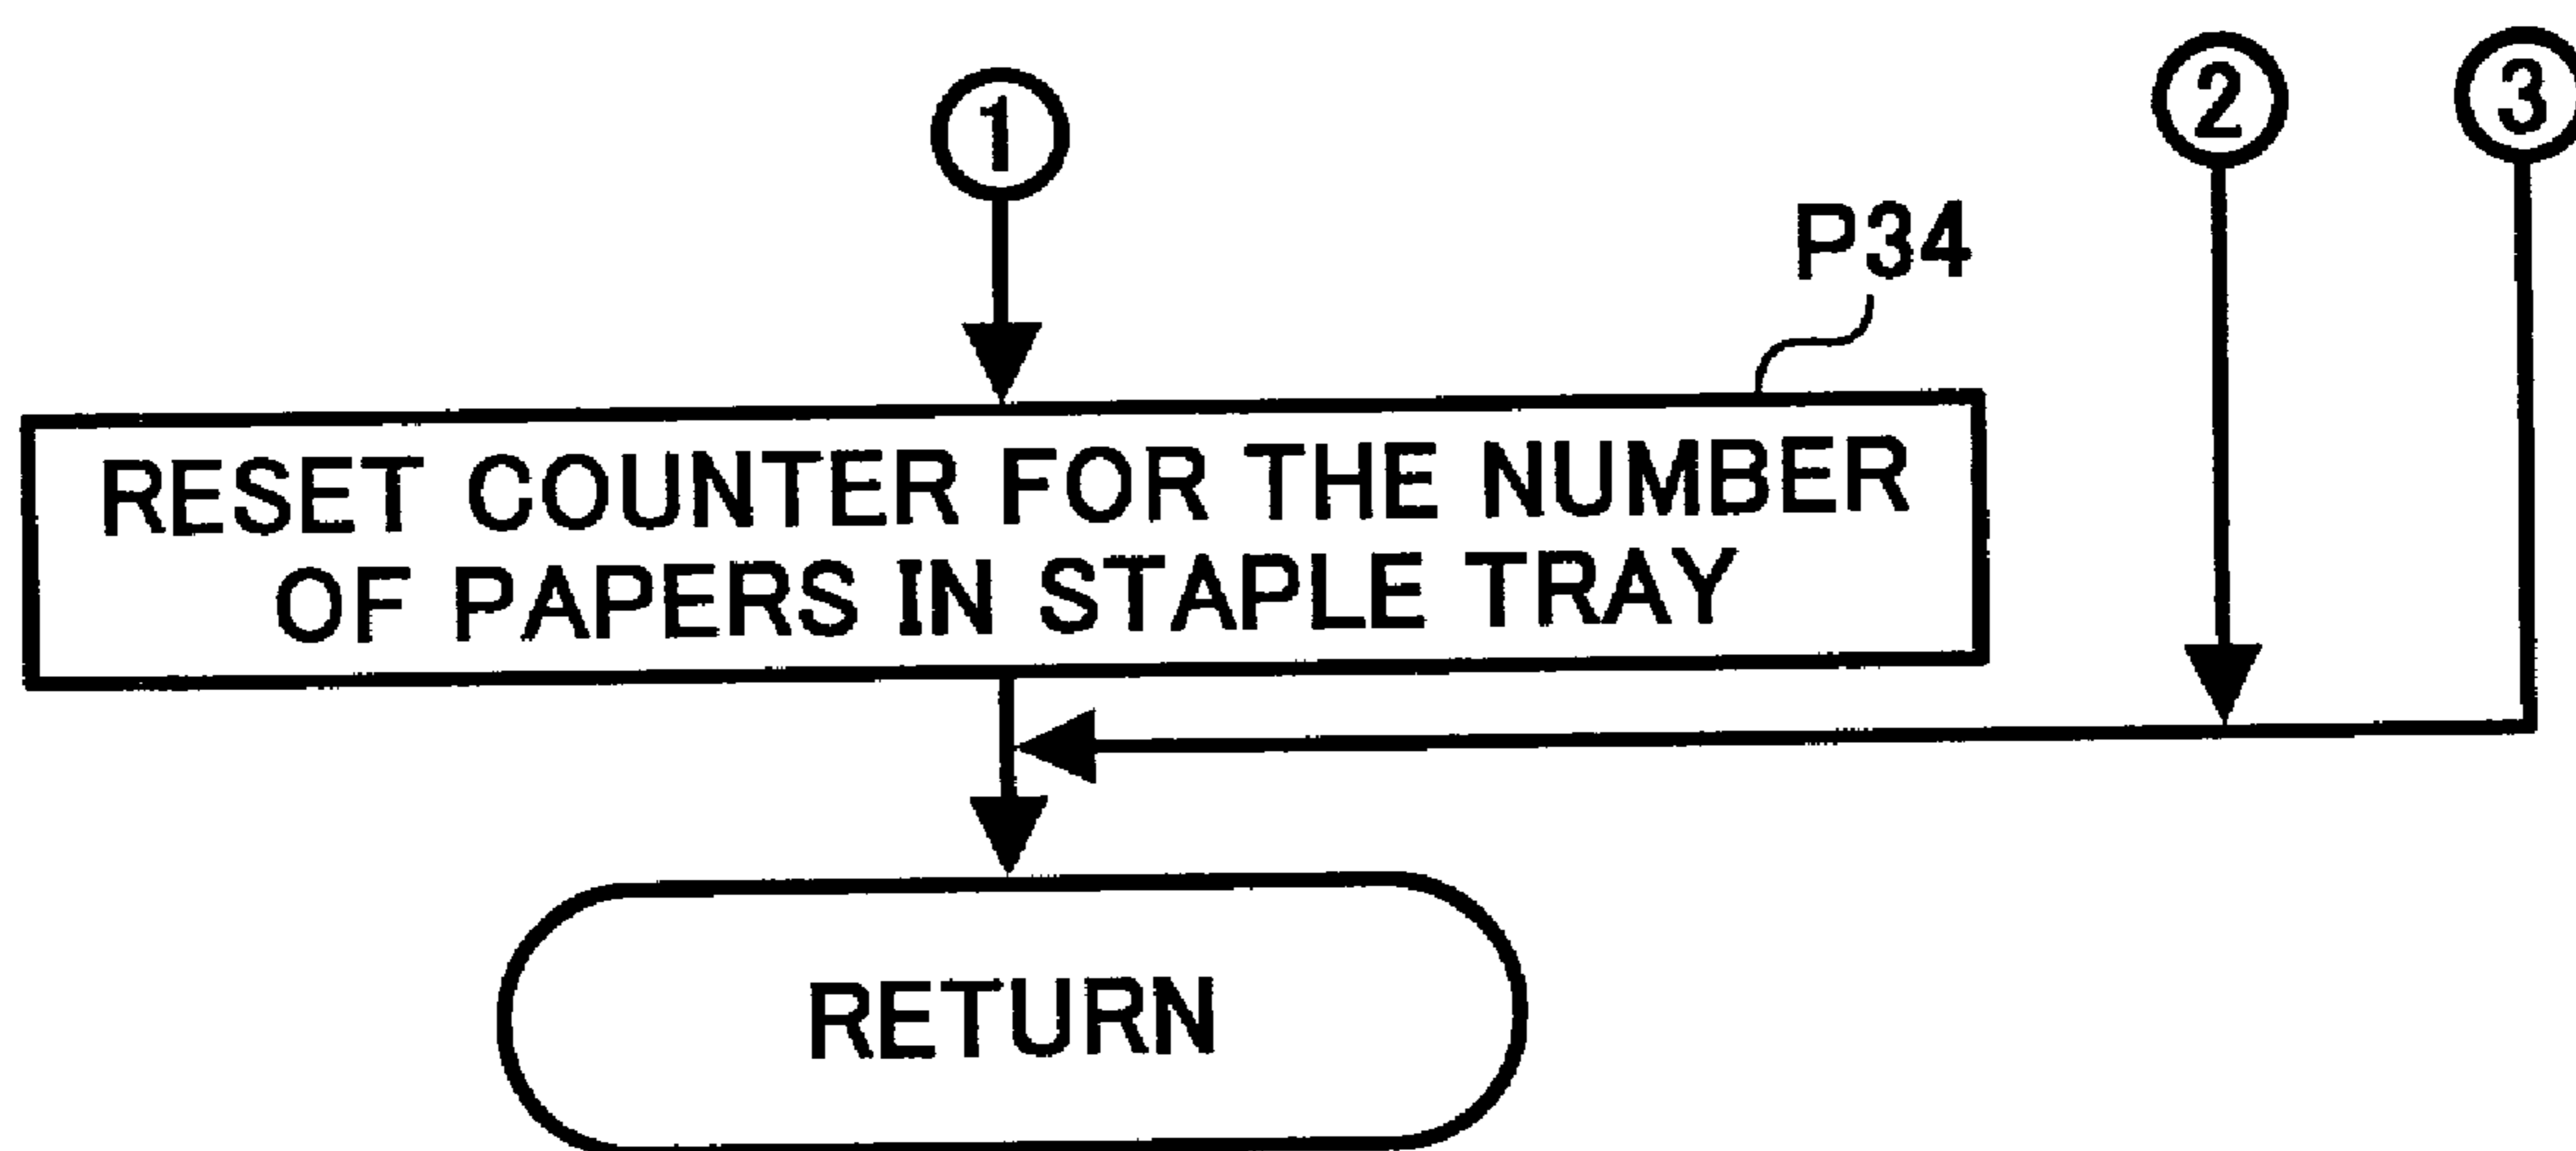 ① ② ③
P34
RESET COUNTER FOR THE NUMBER
OF PAPERS IN STAPLE TRAY
RETURN